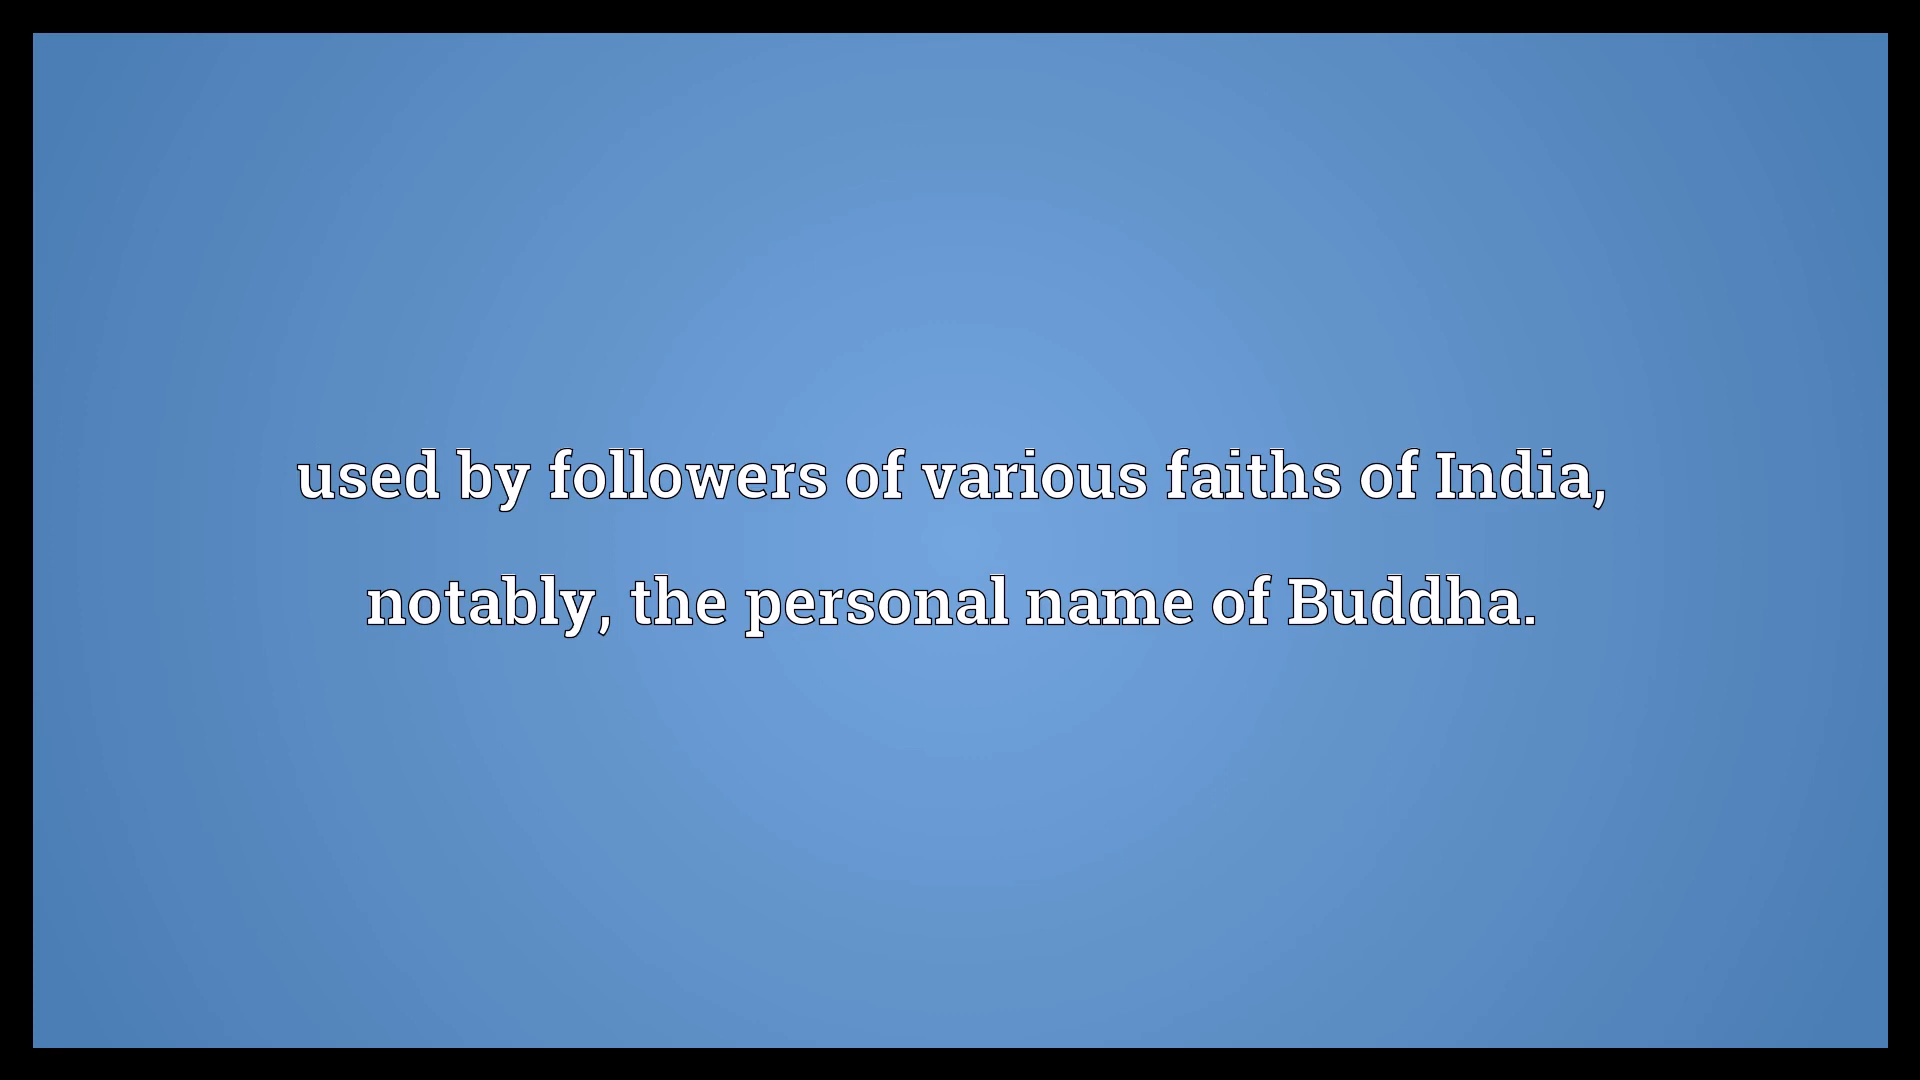 used by followers of various faiths of India,
notably, the personal name of Buddha.